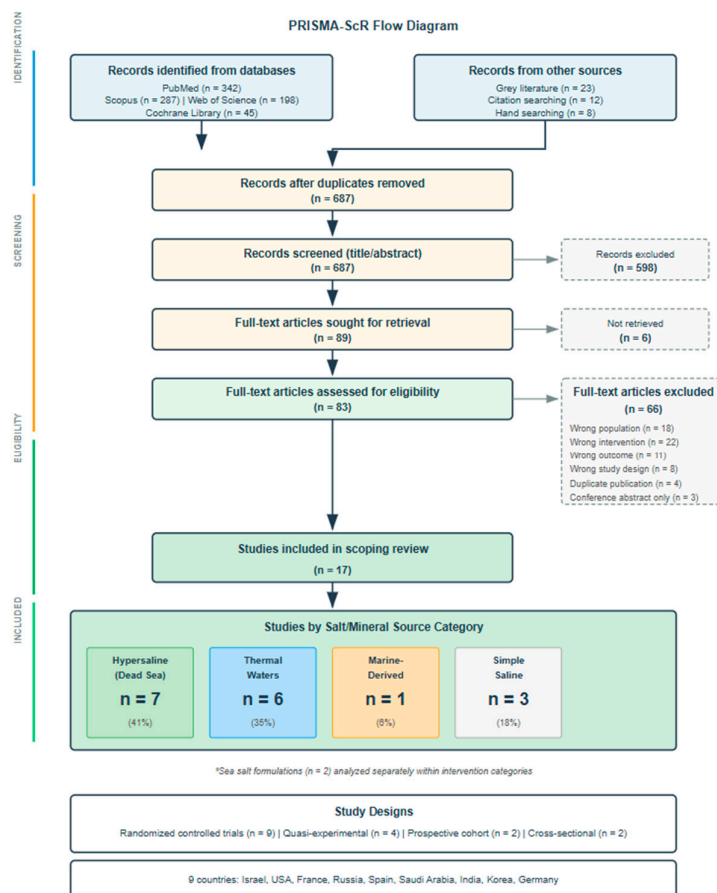 PRISMA-ScR Flow Diagram
IDENTIFICATION
Records identified from databases
PubMed (n = 342)
Scopus (n = 287) | Web of Science (n = 198)
Cochrane Library (n = 45)
Records from other sources
Grey literature (n = 23)
Citation searching (n = 12)
Hand searching (n = 8)
Records after duplicates removed
(n = 687)
SCREENING
Records screened (title/abstract)
(n = 687)
Records excluded
(n = 598)
Full-text articles sought for retrieval
(n = 89)
Not retrieved
(n = 6)
Full-text articles assessed for eligibility
(n = 83)
Full-text articles excluded
(n = 66)
Wrong population (n = 18)
Wrong intervention (n = 22)
Wrong outcome (n = 11)
Wrong study design (n = 8)
Duplicate publication (n = 4)
Conference abstract only (n = 3)
ELIGIBILITY
Studies included in scoping review
(n = 17)
INCLUDED
Studies by Salt/Mineral Source Category
Hypersaline
(Dead Sea)
n = 7
(41%)
Thermal
Waters
n = 6
(35%)
Marine-
Derived
n = 1
(6%)
Simple
Saline
n = 3
(18%)
*Sea salt formulations (n = 2) analyzed separately within intervention categories
Study Designs
Randomized controlled trials (n = 9) | Quasi-experimental (n = 4) | Prospective cohort (n = 2) | Cross-sectional (n = 2)
9 countries: Israel, USA, France, Russia, Spain, Saudi Arabia, India, Korea, Germany